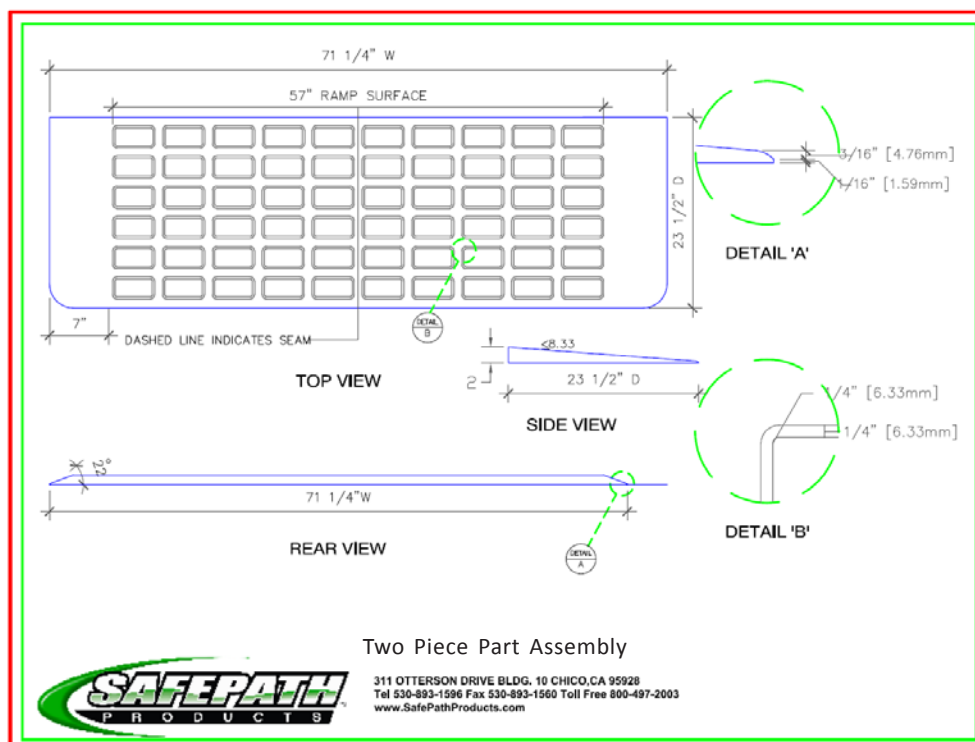 71 1/4" W
57" RAMP SURFACE
23 1/2" D
3/16" [4.76mm]
1/16" [1.59mm]
DETAIL 'A'
7"
DASHED LINE INDICATES SEAM
DETAIL
B
TOP VIEW
≤8.33
2
23 1/2" D
SIDE VIEW
1/4" [6.33mm]
1/4" [6.33mm]
DETAIL 'B'
22°
71 1/4"W
REAR VIEW
DETAIL
A
Two Piece Part Assembly
SAFEPATH
PRODUCTS
311 OTTERSON DRIVE BLDG. 10 CHICO,CA 95928
Tel 530-893-1596 Fax 530-893-1560 Toll Free 800-497-2003
www.SafePathProducts.com